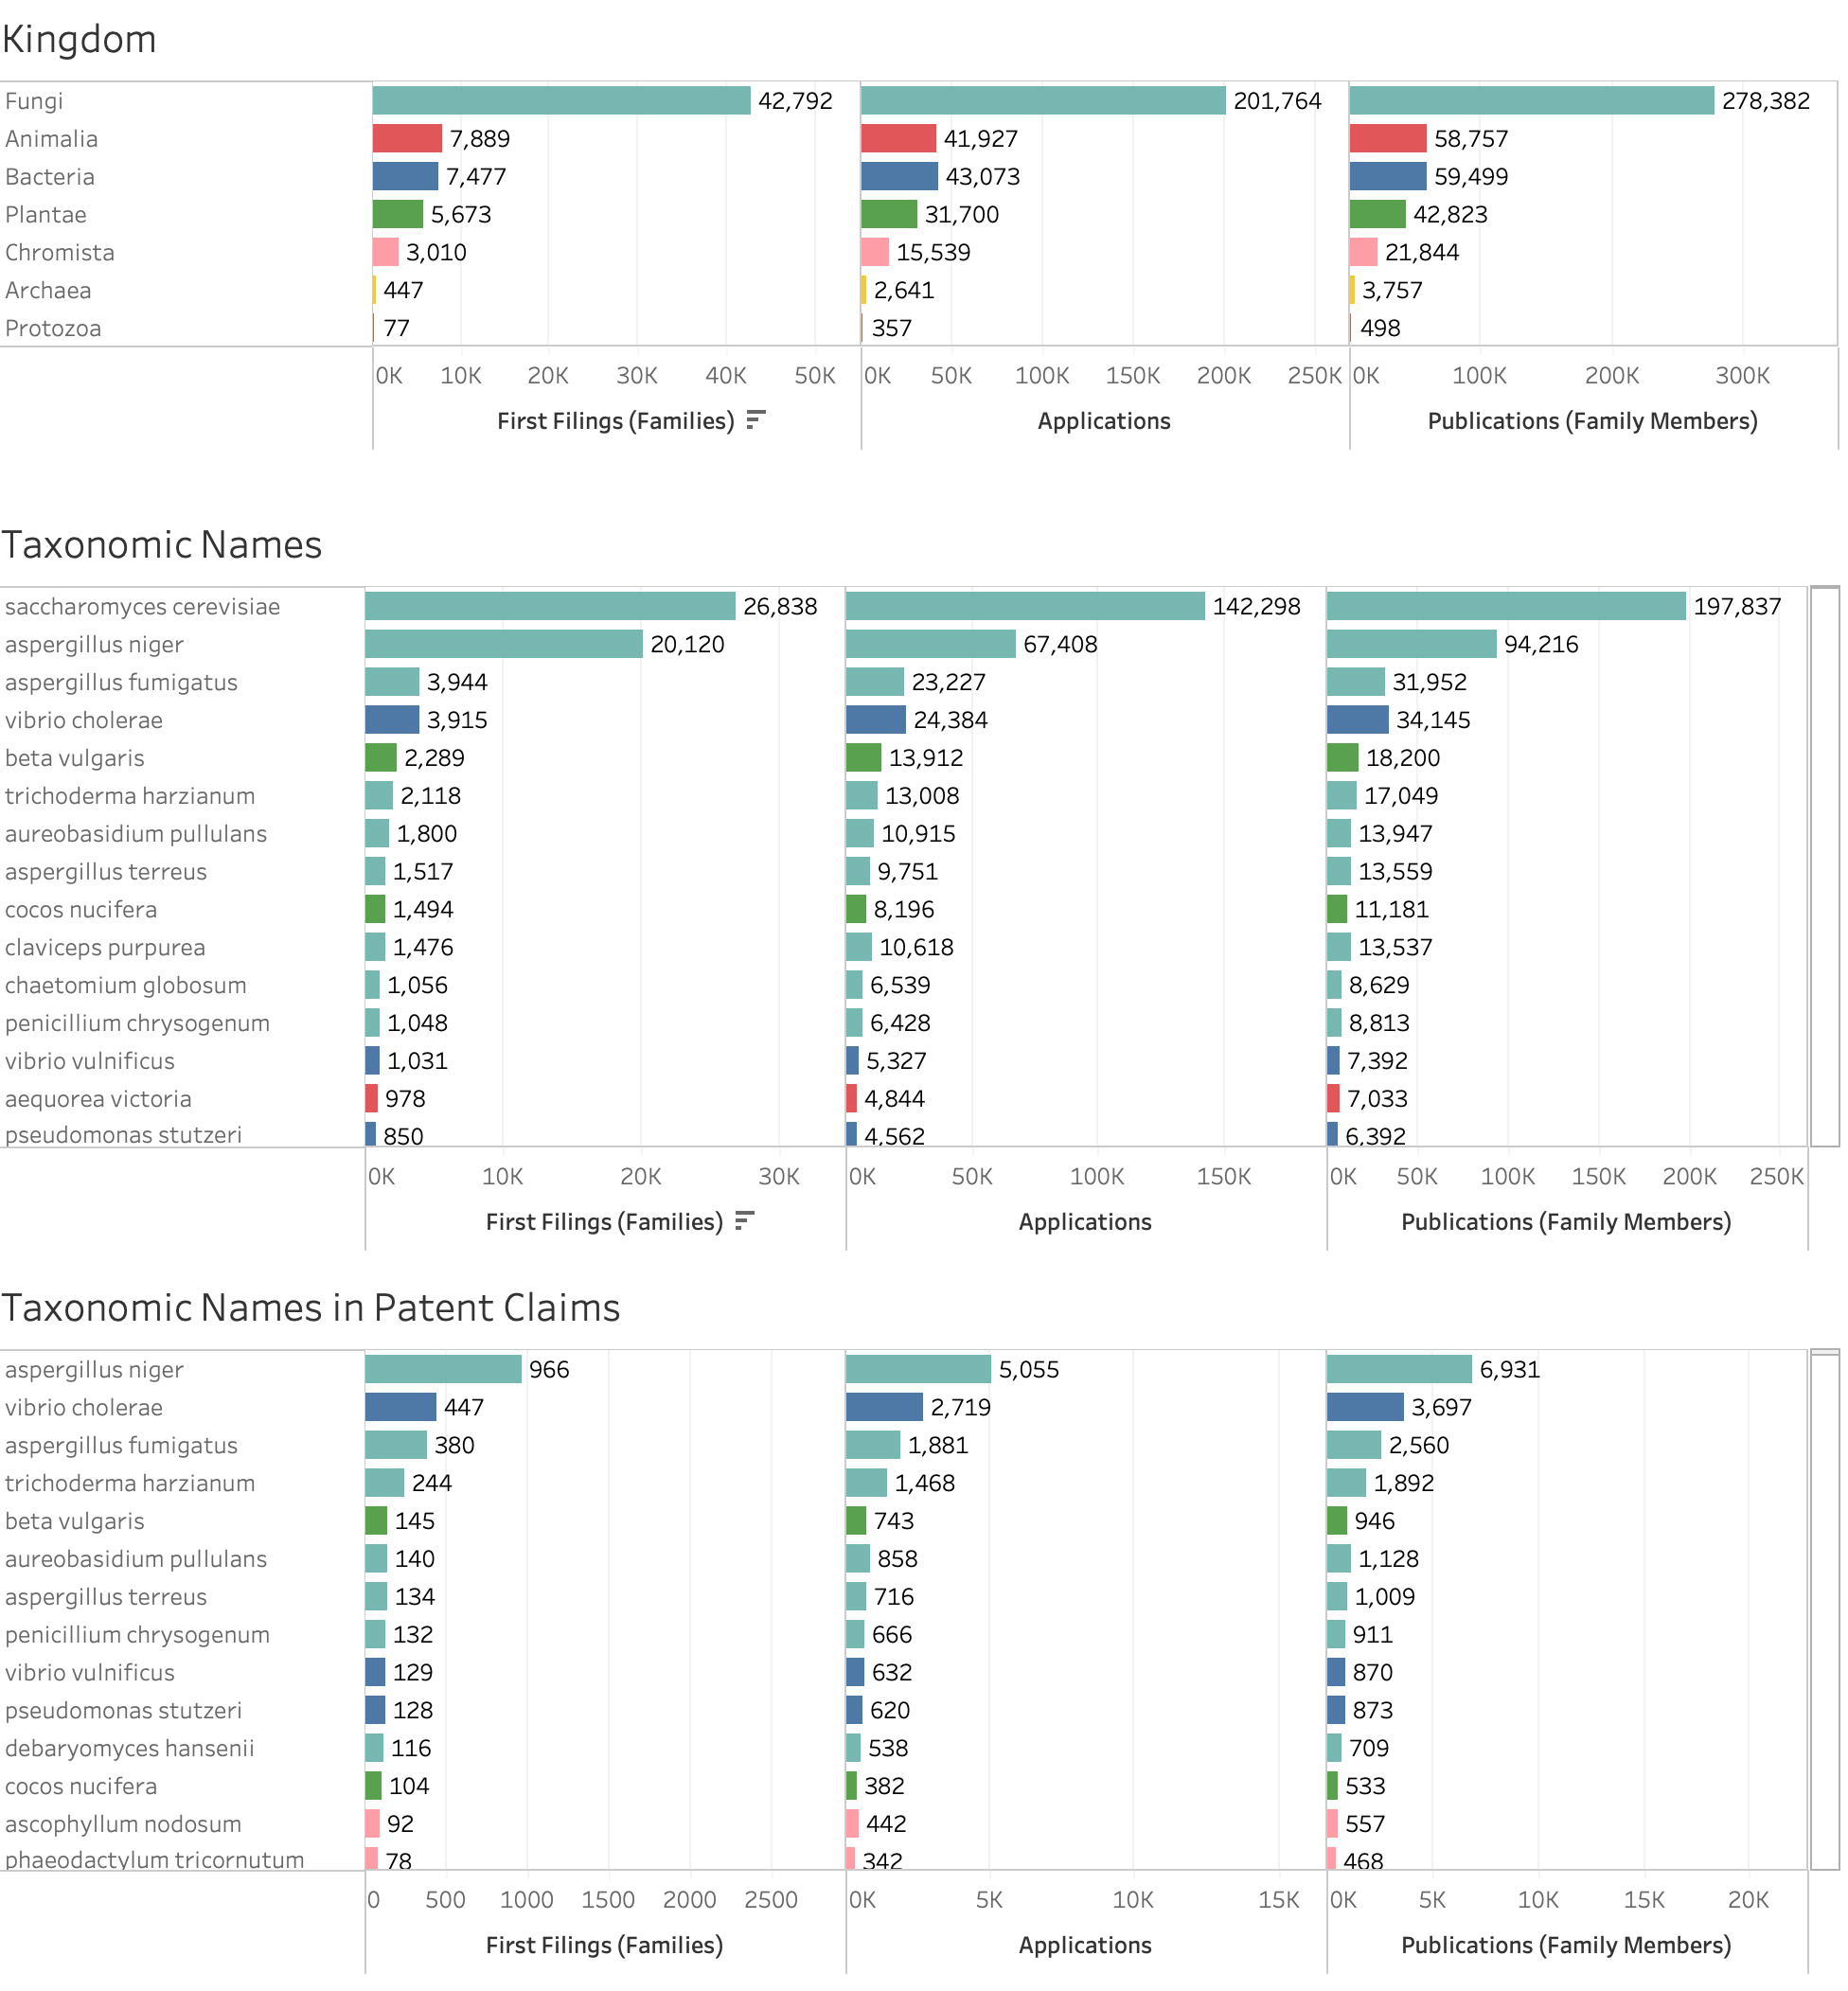 Kingdom
Fungi 42,792 201,764 278,382
Animalia 7,889 41,927 58,757
Bacteria 7,477 43,073 59,499
Plantae 5,673 31,700 42,823
Chromista 3,010 15,539 21,844
Archaea 447 2,641 3,757
Protozoa 77 357 498
0K 10K 20K 30K 40K 50K 0K 50K 100K 150K 200K 250K 0K 100K 200K 300K
First Filings (Families) Applications Publications (Family Members)
Taxonomic Names
saccharomyces cerevisiae 26,838 142,298 197,837
aspergillus niger 20,120 67,408 94,216
aspergillus fumigatus 3,944 23,227 31,952
vibrio cholerae 3,915 24,384 34,145
beta vulgaris 2,289 13,912 18,200
trichoderma harzianum 2,118 13,008 17,049
aureobasidium pullulans 1,800 10,915 13,947
aspergillus terreus 1,517 9,751 13,559
cocos nucifera 1,494 8,196 11,181
claviceps purpurea 1,476 10,618 13,537
chaetomium globosum 1,056 6,539 8,629
penicillium chrysogenum 1,048 6,428 8,813
vibrio vulnificus 1,031 5,327 7,392
aequorea victoria 978 4,844 7,033
pseudomonas stutzeri 850 4,562 6,392
0K 10K 20K 30K 0K 50K 100K 150K 0K 50K 100K 150K 200K 250K
First Filings (Families) Applications Publications (Family Members)
Taxonomic Names in Patent Claims
aspergillus niger 966 5,055 6,931
vibrio cholerae 447 2,719 3,697
aspergillus fumigatus 380 1,881 2,560
trichoderma harzianum 244 1,468 1,892
beta vulgaris 145 743 946
aureobasidium pullulans 140 858 1,128
aspergillus terreus 134 716 1,009
penicillium chrysogenum 132 666 911
vibrio vulnificus 129 632 870
pseudomonas stutzeri 128 620 873
debaryomyces hansenii 116 538 709
cocos nucifera 104 382 533
ascophyllum nodosum 92 442 557
phaeodactylum tricornutum 78 342 468
0 500 1000 1500 2000 2500 0K 5K 10K 15K 0K 5K 10K 15K 20K
First Filings (Families) Applications Publications (Family Members)